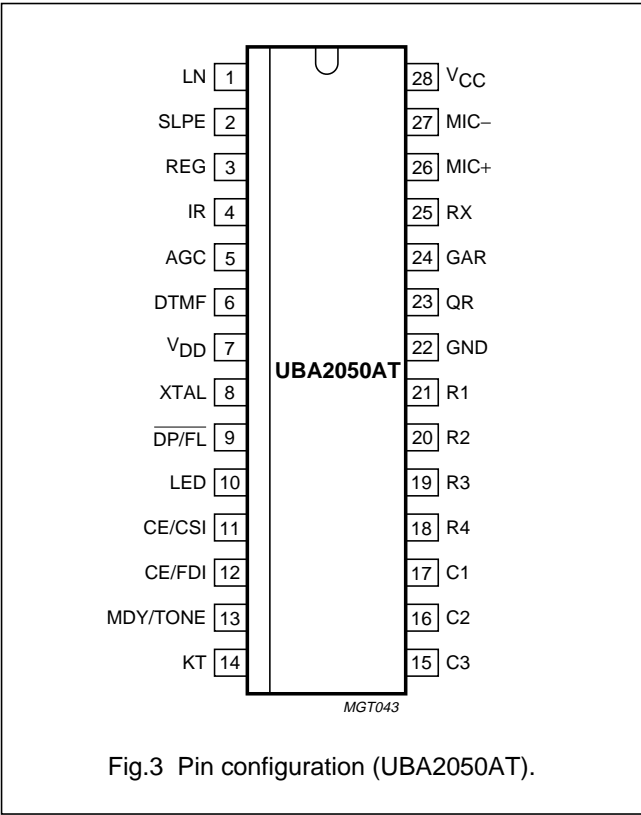 LN 1
SLPE 2
REG 3
IR 4
AGC 5
DTMF 6
VDD 7
XTAL 8
DP/FL 9
LED 10
CE/CSI 11
CE/FDI 12
MDY/TONE 13
KT 14
UBA2050AT
28 VCC
27 MIC−
26 MIC+
25 RX
24 GAR
23 QR
22 GND
21 R1
20 R2
19 R3
18 R4
17 C1
16 C2
15 C3
MGT043
Fig.3 Pin configuration (UBA2050AT).